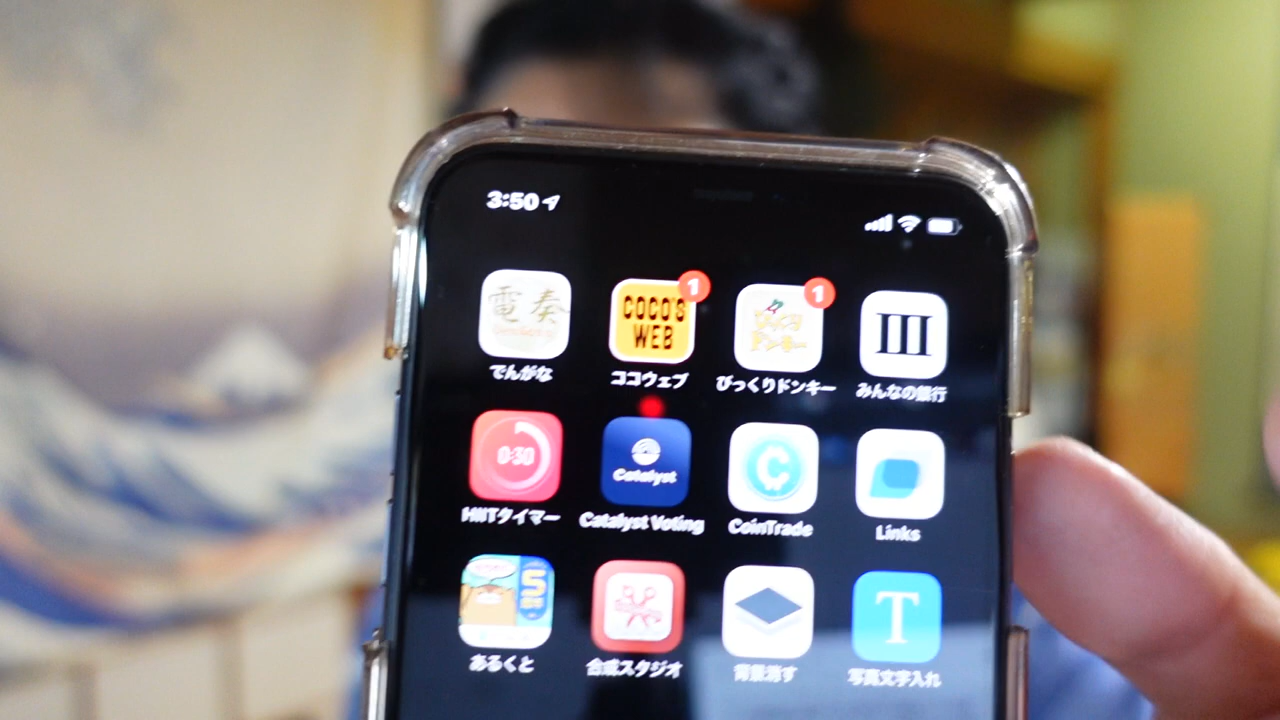 3:50
電奏
COCO'S
WEB
1
1
III
でんがな
ココウェブ
びっくりドンキー
みんなの銀行
0:30
Catalyst
C
HIITタイマー
Catalyst Voting
CoinTrade
Links
5
T
あるくと
合成スタジオ
背景消す
写真文字入れ